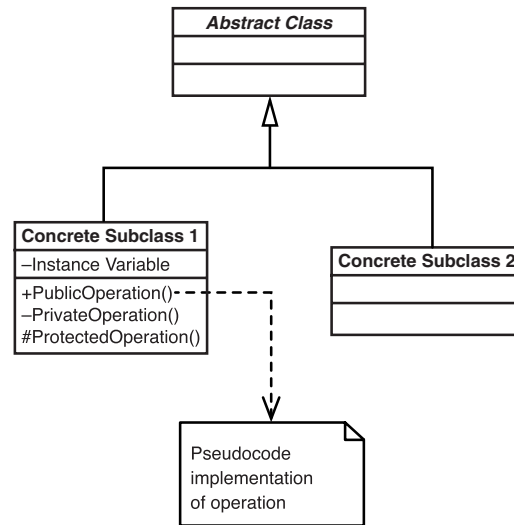 Abstract Class
Concrete Subclass 1
–Instance Variable
+PublicOperation()
–PrivateOperation()
#ProtectedOperation()
Concrete Subclass 2
Pseudocode
implementation
of operation